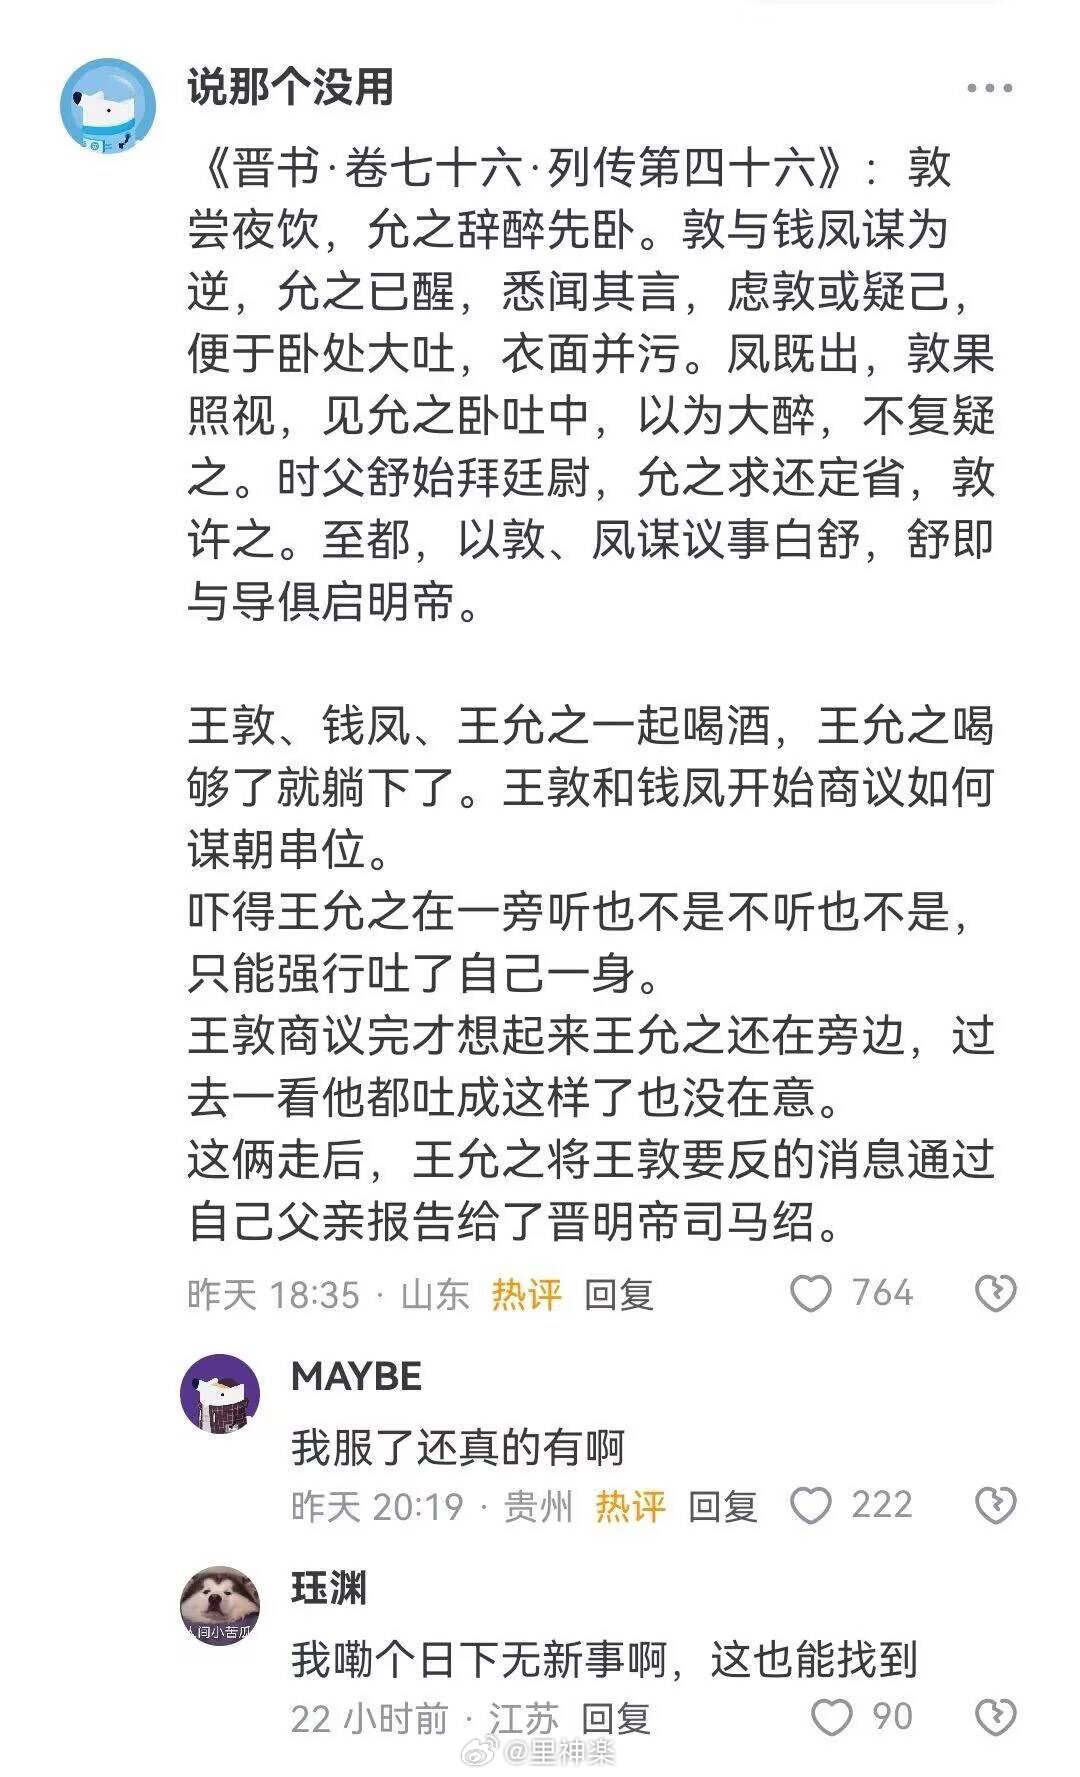 说那个没用
《晋书·卷七十六·列传第四十六》：敦
尝夜饮，允之辞醉先卧。敦与钱凤谋为
逆，允之已醒，悉闻其言，虑敦或疑己，
便于卧处大吐，衣面并污。凤既出，敦果
照视，见允之卧吐中，以为大醉，不复疑
之。时父舒始拜廷尉，允之求还定省，敦
许之。至都，以敦、凤谋议事白舒，舒即
与导俱启明帝。
王敦、钱凤、王允之一起喝酒，王允之喝
够了就躺下了。王敦和钱凤开始商议如何
谋朝串位。
吓得王允之在一旁听也不是不听也不是，
只能强行吐了自己一身。
王敦商议完才想起来王允之还在旁边，过
去一看他都吐成这样了也没在意。
这俩走后，王允之将王敦要反的消息通过
自己父亲报告给了晋明帝司马绍。
昨天 18:35 · 山东 热评 回复 764
MAYBE
我服了还真的有啊
昨天 20:19 · 贵州 热评 回复 222
珏渊
人间小苦瓜
我嘞个日下无新事啊，这也能找到
22 小时前 · 江苏 回复 90
@里神楽